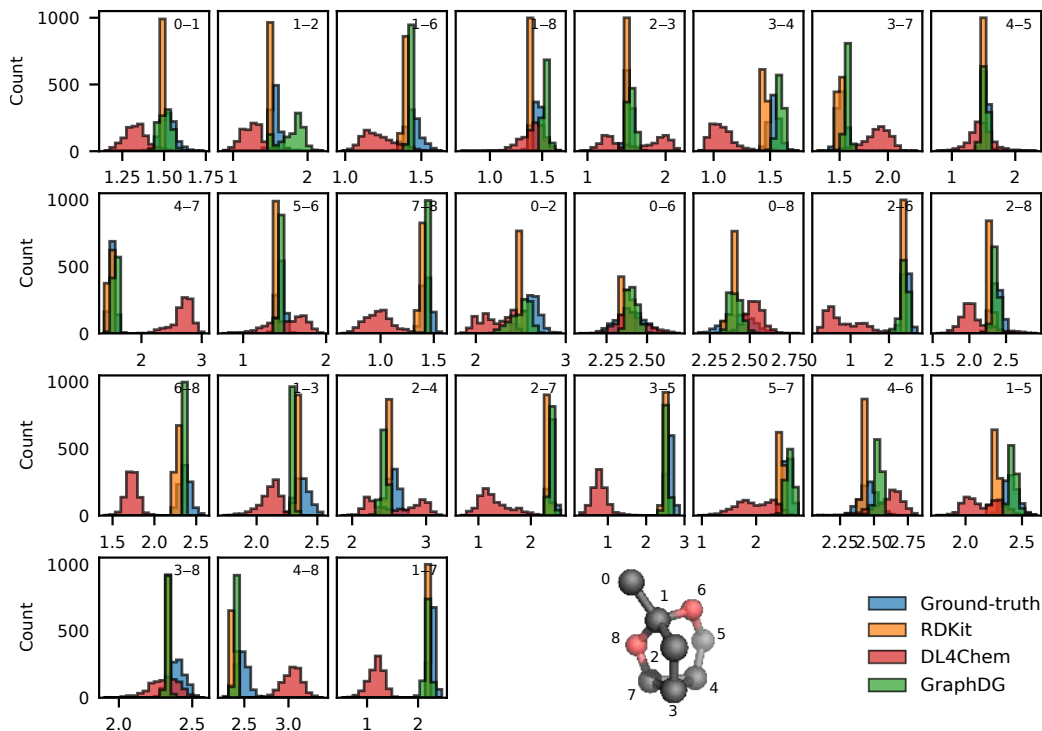 1000 0−1 1−2 1−6 1−8 2−3 3−4 3−7 4−5
Count
500
0
1.25 1.50 1.75 1 2 1.0 1.5 1.0 1.5 1 2 1.0 1.5 1.5 2.0 1 2
1000 4−7 5−6 7−8 0−2 0−6 0−8 2−6 2−8
Count
500
0
2 3 1 2 1.0 1.5 2 3 2.25 2.50 2.25 2.50 2.75 1 2 1.5 2.0 2.5
1000 6−8 1−3 2−4 2−7 3−5 5−7 4−6 1−5
Count
500
0
1.5 2.0 2.5 2.0 2.5 2 3 1 2 1 2 3 1 2 2.25 2.50 2.75 2.0 2.5
1000 3−8 4−8 1−7
Count
500
0
2.0 2.5 2.5 3.0 1 2
0
1
6
8
5
2
7
4
3
Ground-truth
RDKit
DL4Chem
GraphDG